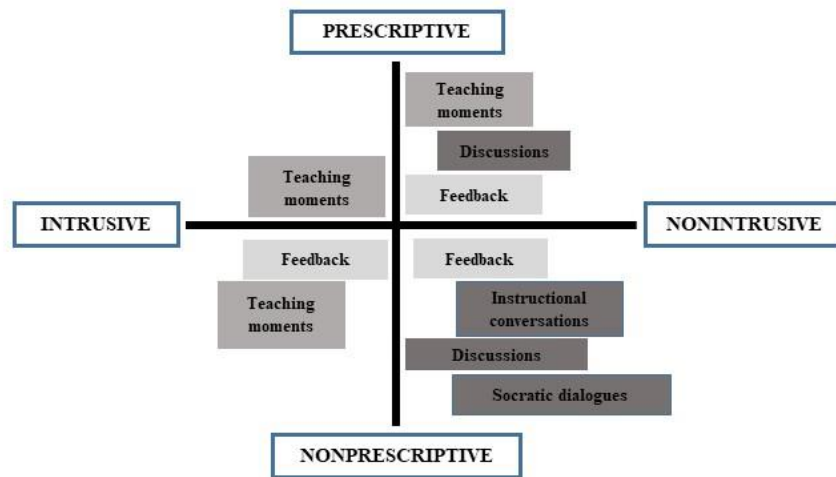 PRESCRIPTIVE
Teaching
moments
Discussions
Teaching
moments
Feedback
INTRUSIVE
NONINTRUSIVE
Feedback
Feedback
Teaching
moments
Instructional
conversations
Discussions
Socratic dialogues
NONPRESCRIPTIVE